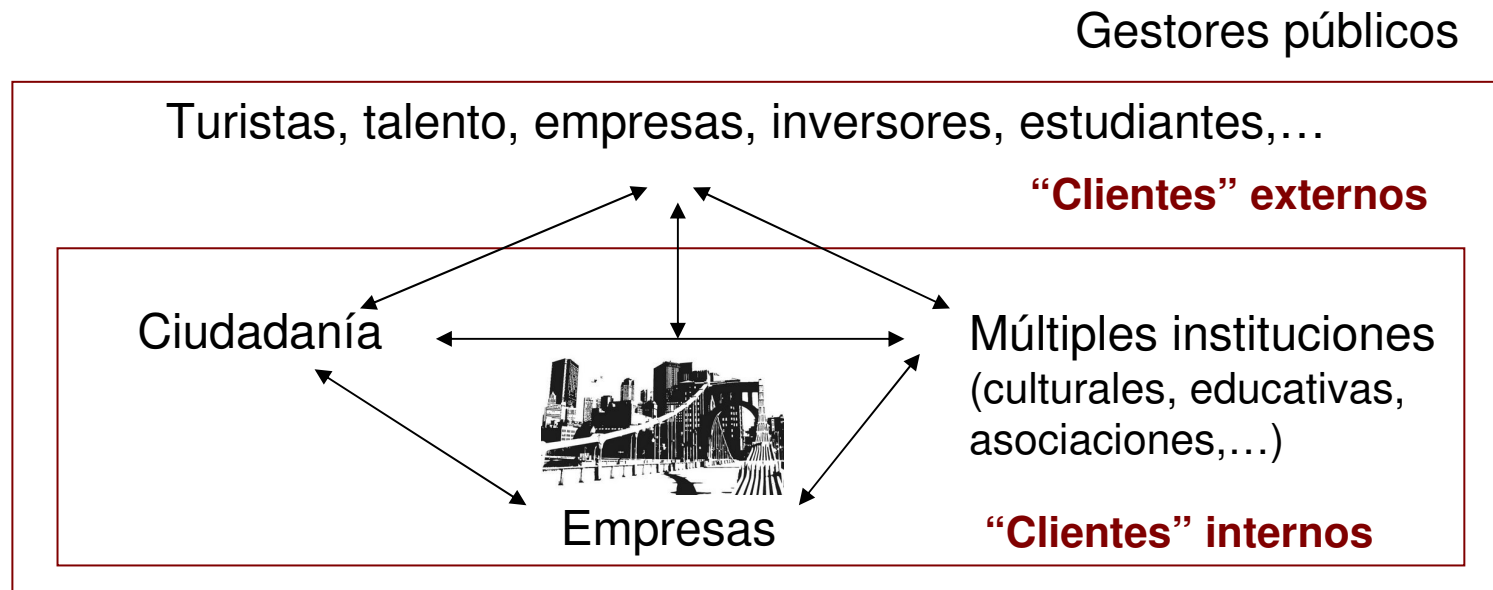 Gestores públicos
Turistas, talento, empresas, inversores, estudiantes,…
“Clientes” externos
Ciudadanía
Múltiples instituciones
(culturales, educativas,
asociaciones,…)
Empresas
“Clientes” internos